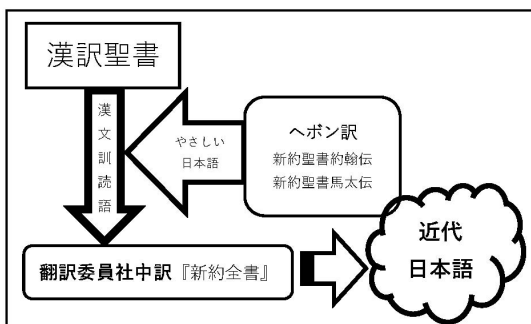 漢訳聖書
漢文訓読語
やさしい
日本語
ヘボン訳
新約聖書約翰伝
新約聖書馬太伝
近代
日本語
翻訳委員社中訳『新約全書』